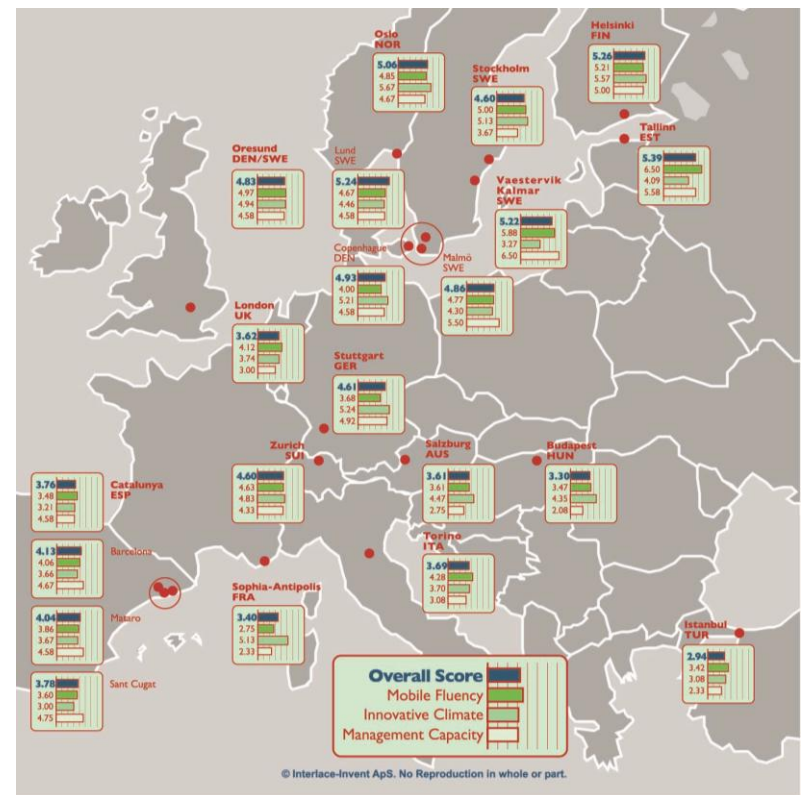 Oslo
NOR
5.06
4.85
5.67
4.67
Helsinki
FIN
5.26
5.21
5.57
5.00
Stockholm
SWE
4.60
5.00
5.13
3.67
Tallinn
EST
5.39
6.50
4.09
5.58
Oresund
DEN/SWE
4.83
4.97
4.94
4.58
Lund
SWE
5.24
4.67
4.46
4.58
Vaestervik
Kalmar
SWE
5.22
5.88
3.27
6.50
Copenhague
DEN
4.93
4.00
5.21
4.58
Malmö
SWE
4.86
4.77
4.30
5.50
London
UK
3.62
4.12
3.74
3.00
Stuttgart
GER
4.61
3.68
5.24
4.92
Zurich
SUI
4.60
4.63
4.83
4.33
Salzburg
AUS
3.61
3.61
4.47
2.75
Budapest
HUN
3.30
3.47
4.35
2.08
Catalunya
ESP
3.76
3.48
3.21
4.58
Barcelona
4.13
4.06
3.66
4.67
Mataro
4.04
3.86
3.67
4.58
Sant Cugat
3.78
3.60
3.00
4.75
Sophia-Antipolis
FRA
3.40
2.75
5.13
2.33
Torino
ITA
3.69
4.28
3.70
3.08
Istanbul
TUR
2.94
3.42
3.08
2.33
Overall Score
Mobile Fluency
Innovative Climate
Management Capacity
© Interlace-Invent ApS. No Reproduction in whole or part.